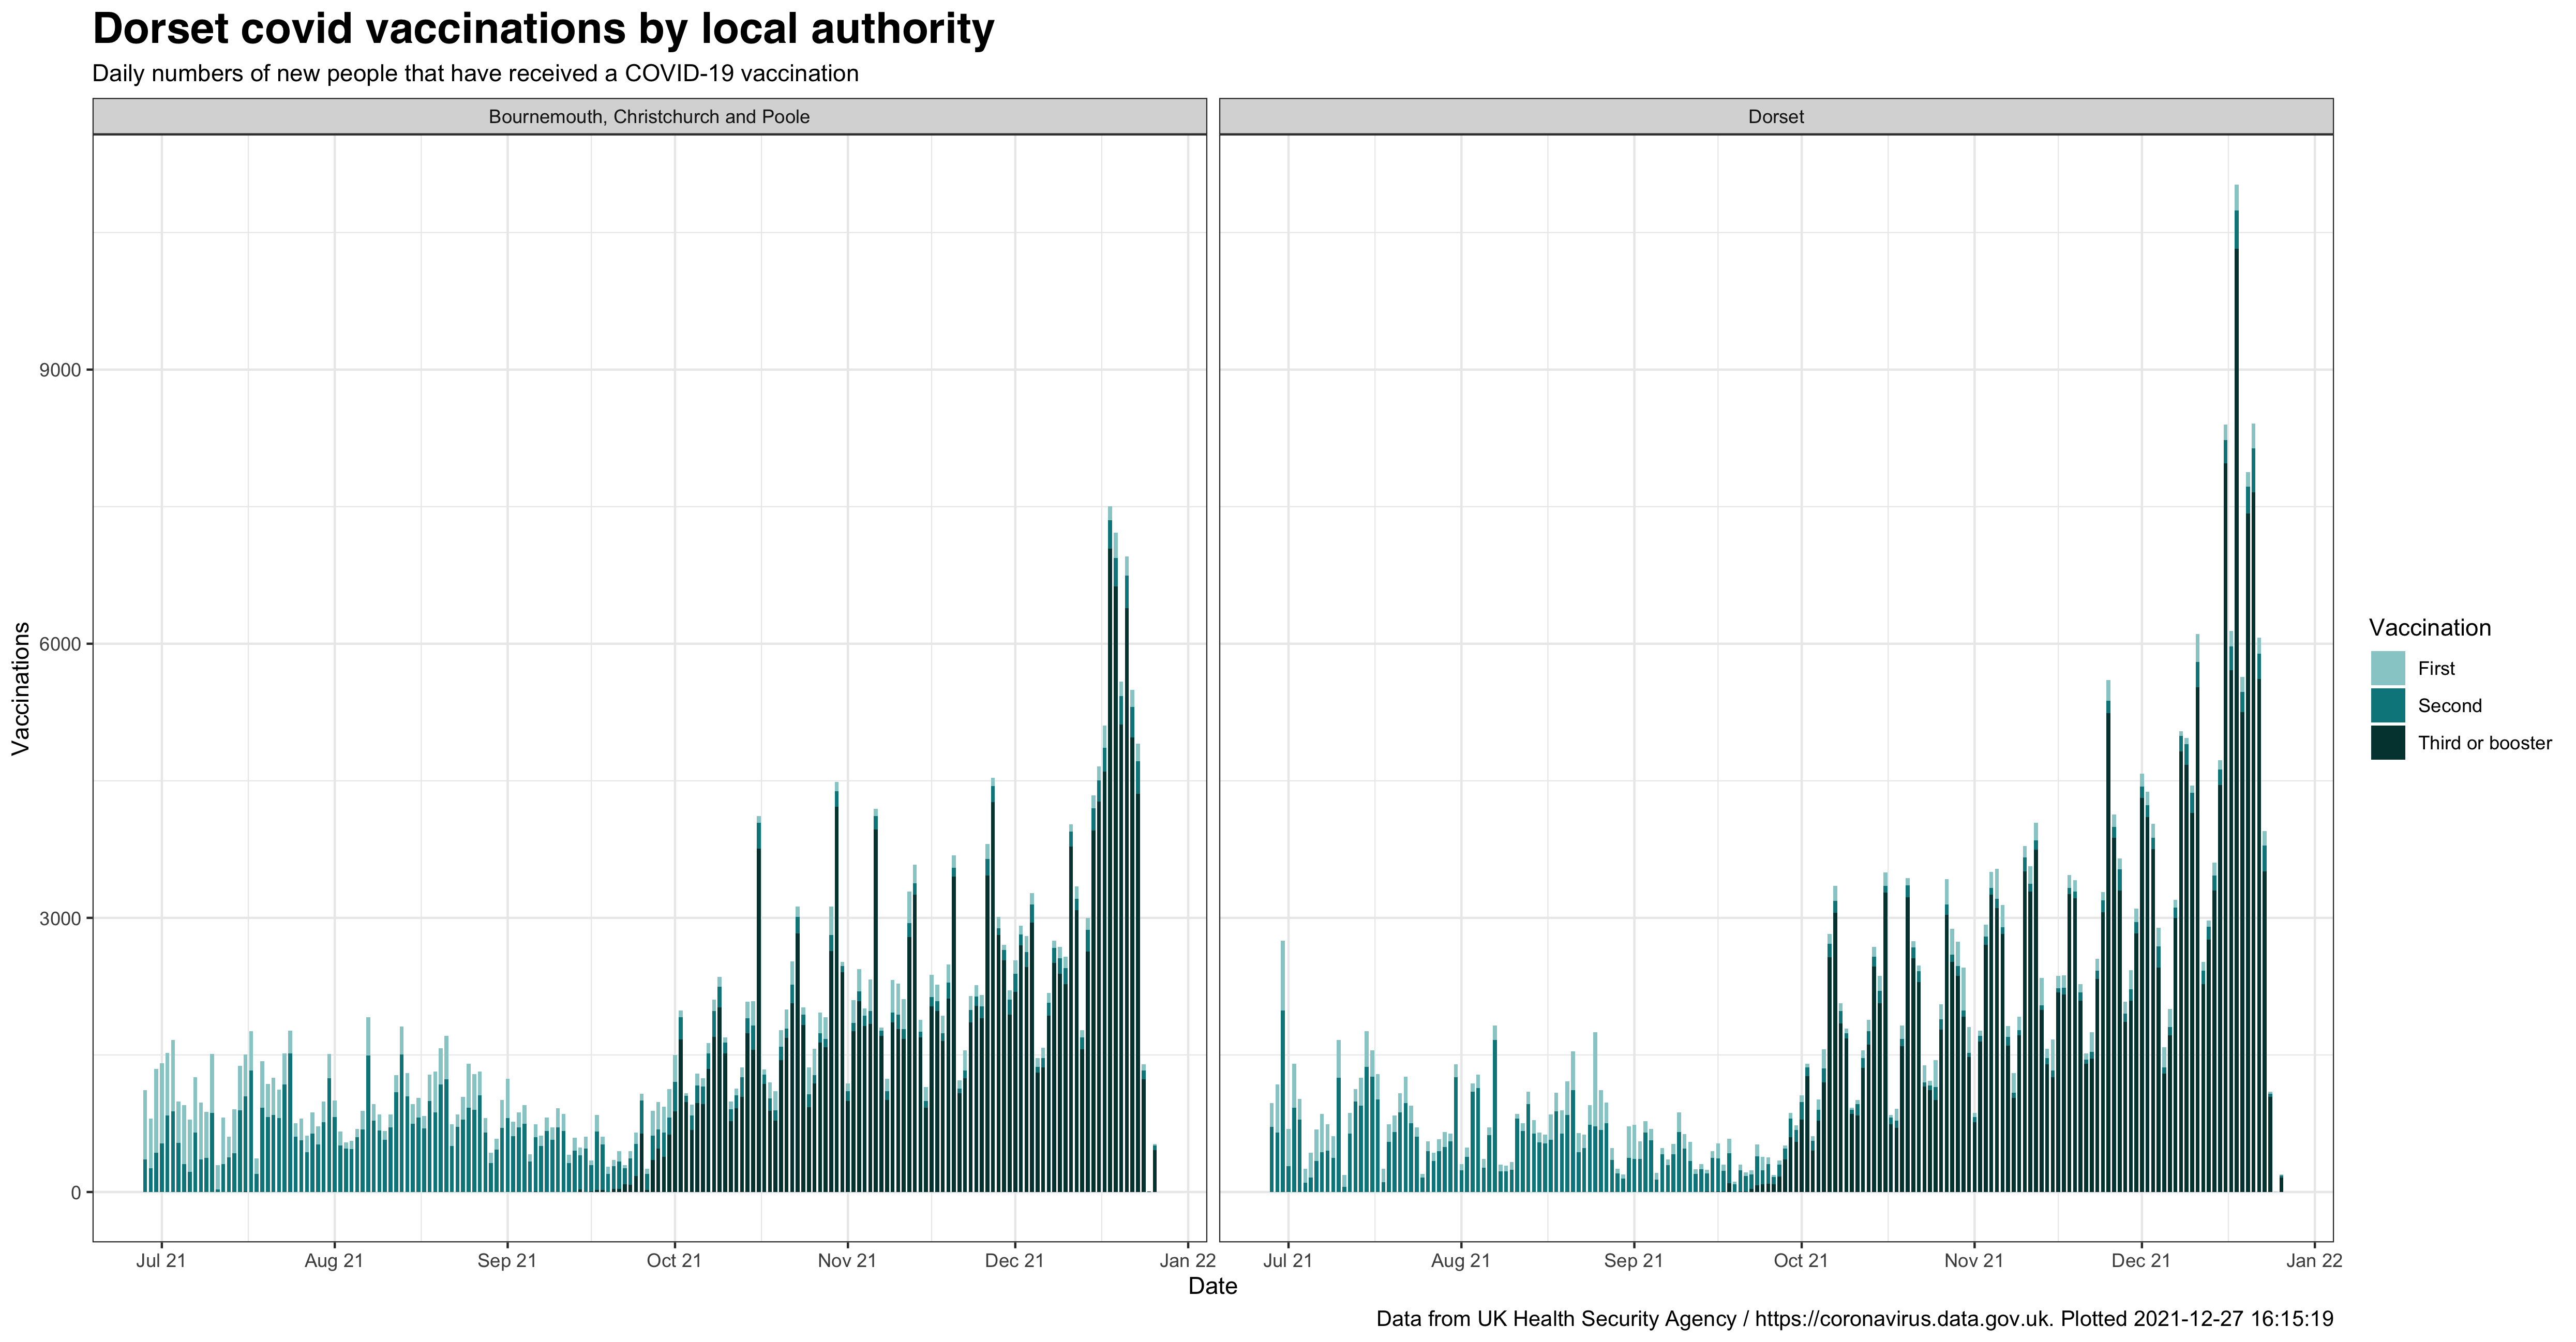 Dorset covid vaccinations by local authority
Daily numbers of new people that have received a COVID-19 vaccination
Bournemouth, Christchurch and Poole
Dorset
Vaccinations
9000
6000
3000
0
Jul 21
Aug 21
Sep 21
Oct 21
Nov 21
Dec 21
Jan 22
Jul 21
Aug 21
Sep 21
Oct 21
Nov 21
Dec 21
Jan 22
Date
Vaccination
First
Second
Third or booster
Data from UK Health Security Agency / https://coronavirus.data.gov.uk. Plotted 2021-12-27 16:15:19